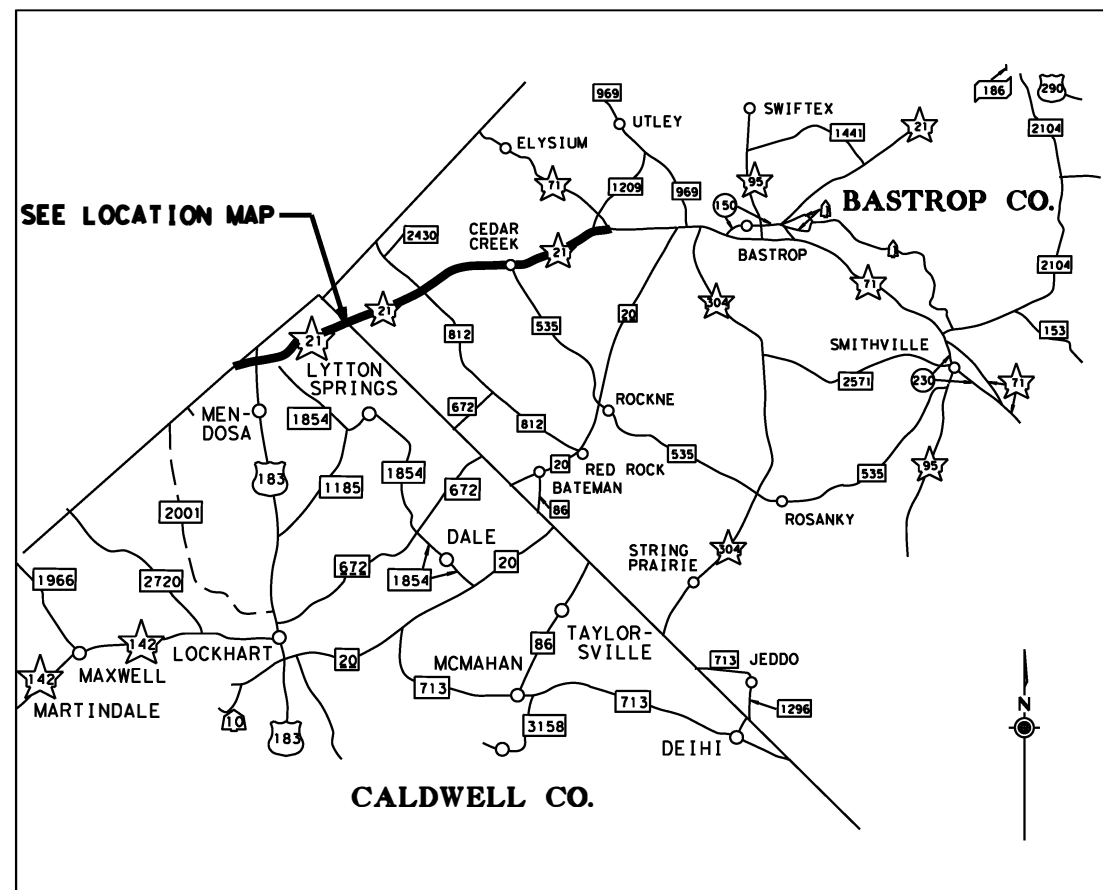 186
290
969
SWIFTEX
UTLEY
2104
1441
21
ELYSIUM
71
1209
969
95
150
BASTROP CO.
SEE LOCATION MAP
2430
CEDAR
CREEK
21
BASTROP
2104
71
21
20
304
21
812
535
153
SMITHVILLE
LYTTON
SPRINGS
2571
230
71
MEN-
DOSA
1854
672
812
ROCKNE
535
95
535
183
1854
672
20
RED ROCK
BATEMAN
1185
2001
86
ROSANKY
DALE
20
STRING
PRAIRIE
304
1966
2720
672
1854
TAYLOR-
SVILLE
86
142
LOCKHART
20
MCMAHAN
713
JEDDO
MAXWELL
142
MARTINDALE
713
713
1296
10
183
3158
DEIHI
N
CALDWELL CO.